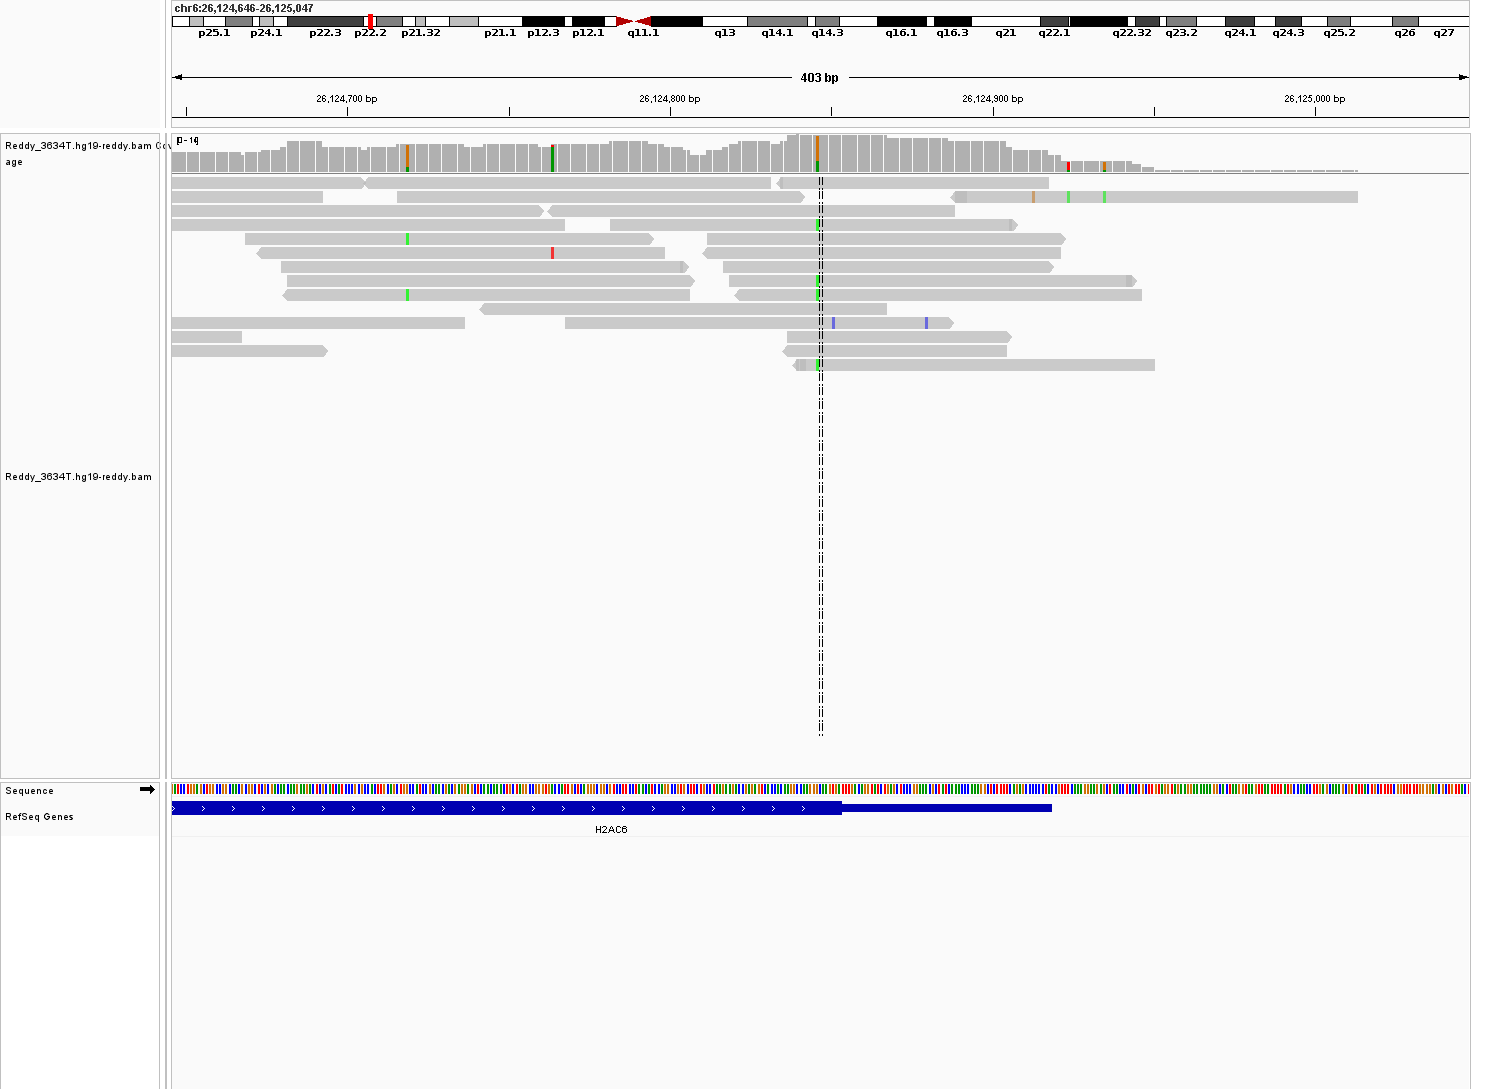 chr6:26,124,646-26,125,047
p25.1 p24.1 p22.3 p22.2 p21.32 p21.1 p12.3 p12.1 q11.1 q13 q14.1 q14.3 q16.1 q16.3 q21 q22.1 q22.32 q23.2 q24.1 q24.3 q25.2 q26 q27
403 bp
26,124,700 bp 26,124,800 bp 26,124,900 bp 26,125,000 bp
Reddy_3634T.hg19-reddy.bam
age
Reddy_3634T.hg19-reddy.bam
Sequence
RefSeq Genes
H2AC6